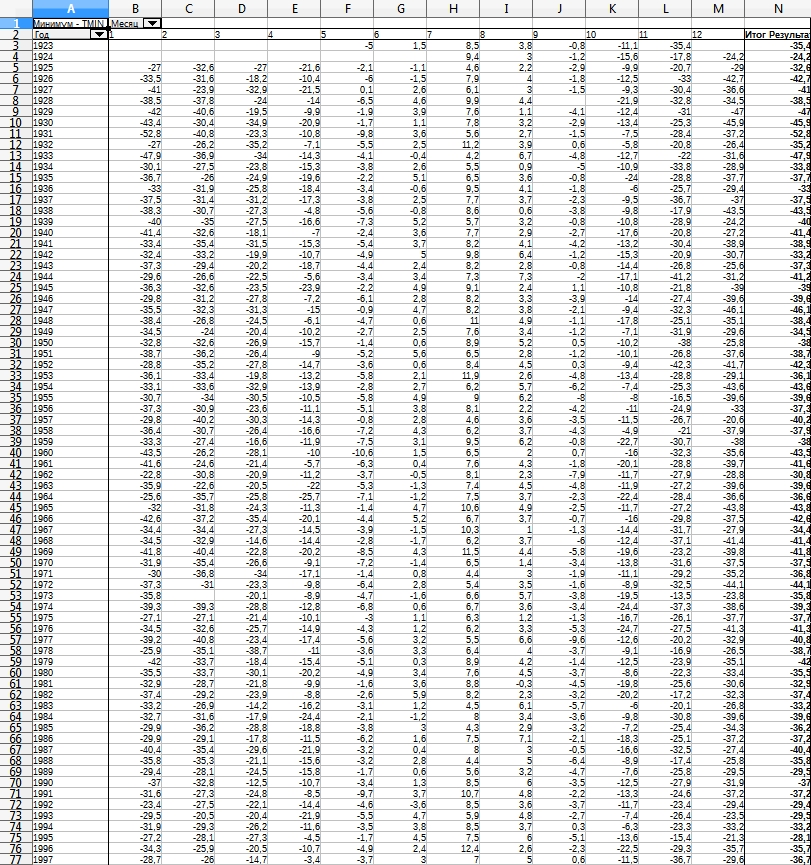 A B C D E F G H I J K L M N
1 Минимум - TMIN Месяц
2 Год 1 2 3 4 5 6 7 8 9 10 11 12 Итог Результа
3 1923 -5 1,5 8,5 3,8 -0,8 -11,1 -35,4 -35,4
4 1924 9,4 3 -1,2 -15,6 -17,8 -24,2 -24,2
5 1925 -27 -32,6 -27 -21,6 -2,1 -1,1 4,6 2,2 -2,9 -9,9 -20,7 -29 -32,6
6 1926 -33,5 -31,6 -18,2 -10,4 -6 -1,5 7,9 4 -1,8 -12,5 -33 -42,7 -42,7
7 1927 -41 -23,9 -32,9 -21,5 0,1 2,6 6,1 3 -1,5 -9,3 -30,4 -36,6 -41
8 1928 -38,5 -37,8 -24 -14 -6,5 4,6 9,9 4,4 -21,9 -32,8 -34,5 -38,5
9 1929 -42 -40,6 -19,5 -9,9 -1,9 3,9 7,6 1,1 -4,1 -12,4 -31 -47 -47
10 1930 -43,4 -30,4 -34,9 -20,9 -1,7 1,1 7,8 3,2 -2,9 -13,4 -25,3 -45,9 -45,9
11 1931 -52,8 -40,8 -23,3 -10,8 -9,8 3,6 5,6 2,7 -1,5 -7,5 -28,4 -37,2 -52,8
12 1932 -27 -26,2 -35,2 -7,1 -5,5 2,5 11,2 3,9 0,6 -5,8 -20,8 -26,4 -35,2
13 1933 -47,9 -36,9 -34 -14,3 -4,1 -0,4 4,2 6,7 -4,8 -12,7 -22 -31,6 -47,9
14 1934 -30,1 -27,5 -23,8 -15,3 -3,8 2,6 5,5 0,9 -5 -10,9 -33,8 -28,9 -33,8
15 1935 -36,7 -26 -24,9 -19,6 -2,2 5,1 6,5 3,6 -0,8 -24 -28,8 -37,7 -37,7
16 1936 -33 -31,9 -25,8 -18,4 -3,4 -0,6 9,5 4,1 -1,8 -6 -25,7 -29,4 -33
17 1937 -37,5 -31,4 -31,2 -17,3 -3,8 2,5 7,7 3,7 -2,3 -9,5 -36,7 -37 -37,5
18 1938 -38,3 -30,7 -27,3 -4,8 -5,6 -0,8 8,6 0,6 -3,8 -9,8 -17,9 -43,5 -43,5
19 1939 -40 -35 -27,5 -16,6 -7,3 5,2 5,7 3,2 -0,8 -10,8 -28,9 -24,2 -40
20 1940 -41,4 -32,6 -18,1 -7 -2,4 3,6 7,7 2,9 -2,7 -17,6 -20,8 -27,2 -41,4
21 1941 -33,4 -35,4 -31,5 -15,3 -5,4 3,7 8,2 4,1 -4,2 -13,2 -30,4 -38,9 -38,9
22 1942 -32,4 -33,2 -19,9 -10,7 -4,9 5 9,8 6,4 -1,2 -15,3 -20,9 -30,7 -33,2
23 1943 -37,3 -29,4 -20,2 -18,7 -4,4 2,4 8,2 2,8 -0,8 -14,4 -26,8 -25,6 -37,3
24 1944 -29,6 -26,6 -22,5 -5,6 -3,4 3,4 7,3 7,3 -2 -17,1 -41,2 -31,2 -41,2
25 1945 -36,3 -32,6 -23,5 -23,9 -2,2 4,9 9,1 2,4 1,1 -10,8 -21,8 -39 -39
26 1946 -29,8 -31,2 -27,8 -7,2 -6,1 2,8 8,2 3,3 -3,9 -14 -27,4 -39,6 -39,6
27 1947 -35,5 -32,3 -31,3 -15 -0,9 4,7 8,2 3,8 -2,1 -9,4 -32,3 -46,1 -46,1
28 1948 -38,4 -26,8 -24,5 -6,1 -4,7 0,6 11 4,9 -1,1 -17,8 -25,1 -35,1 -38,4
29 1949 -34,5 -24 -20,4 -10,2 -2,7 2,5 7,6 3,4 -1,2 -7,1 -31,9 -29,6 -34,5
30 1950 -32,8 -32,6 -26,9 -15,7 -1,4 0,6 8,9 5,2 0,5 -10,2 -38 -25,8 -38
31 1951 -38,7 -36,2 -26,4 -9 -5,2 5,6 6,5 2,8 -1,2 -10,1 -26,8 -37,6 -38,7
32 1952 -28,8 -35,2 -27,8 -14,7 -3,6 0,6 8,4 4,5 0,3 -9,4 -42,3 -41,7 -42,3
33 1953 -36,1 -33,4 -19,8 -13,2 -5,8 2,1 11,9 2,6 -4,8 -13,4 -28,8 -29,1 -36,1
34 1954 -33,1 -33,6 -32,9 -13,9 -2,8 2,7 6,2 5,7 -6,2 -7,4 -25,3 -43,6 -43,6
35 1955 -30,7 -34 -30,5 -10,5 -5,8 4,9 9 6,2 -8 -8 -16,5 -39,6 -39,6
36 1956 -37,3 -30,9 -23,6 -11,1 -5,1 3,8 8,1 2,2 -4,2 -11 -24,9 -33 -37,3
37 1957 -29,8 -40,2 -30,3 -14,3 -0,8 2,8 4,6 3,6 -3,5 -11,5 -26,7 -20,6 -40,2
38 1958 -36,4 -30,7 -26,4 -16,6 -7,2 4,3 6,2 3,7 -4,3 -4,9 -11,7 -37,9
39 1959 -33,3 -27,4 -16,6 -11,9 -7,5 3,1 9,5 6,2 -0,8 -22,7 -30,7 -38 -38
40 1960 -43,5 -26,2 -28,1 -10 -10,6 1,5 6,5 2 0,7 -16 -32,3 -35,6 -43,5
41 1961 -41,6 -24,6 -21,4 -5,7 -6,3 0,4 7,6 4,3 -1,8 -20,1 -28,8 -39,7 -41,6
42 1962 -22,8 -30,8 -20,9 -11,2 -3,7 -0,5 8,1 2,3 -7,9 -11,7 -27,9 -28,8 -30,8
43 1963 -35,9 -22,6 -20,5 -22 -5,3 -1,3 7,4 4,5 -4,8 -11,9 -27,2 -39,6 -39,6
44 1964 -25,6 -35,7 -25,8 -25,7 -7,1 -1,2 7,5 3,7 -2,3 -22,4 -28,4 -36,6 -36,6
45 1965 -32 -31,8 -24,3 -11,3 -1,4 4,7 10,6 4,9 -2,5 -11,7 -27,2 -43,8 -43,8
46 1966 -42,6 -37,2 -35,4 -20,1 -4,4 5,2 6,7 3,7 -0,7 -16 -29,8 -37,5 -42,6
47 1967 -34,4 -34,4 -27,3 -14,5 -3,9 -1,5 10,3 1 -1,3 -14,4 -31,7 -27,9 -34,4
48 1968 -34,5 -32,9 -14,6 -14,4 -2,8 -1,7 6,2 3,7 -6 -12,4 -37,1 -41,4 -41,4
49 1969 -41,8 -40,4 -22,8 -20,2 -8,5 4,3 11,5 4,4 -5,8 -19,6 -23,2 -39,8 -41,8
50 1970 -31,9 -35,4 -26,6 -9,1 -7,2 -1,4 6,5 1,4 -3,4 -13,8 -31,6 -37,5 -37,5
51 1971 -30 -36,8 -34 -17,1 -1,4 0,8 4,4 3 -1,9 -11,1 -29,2 -35,2 -36,8
52 1972 -37,3 -31 -23,3 -9,8 -6,4 2,8 5,4 3,5 -1,6 -8,9 -32,5 -44,1 -44,1
53 1973 -35,8 -20,1 -8,9 -4,7 -1,6 6,6 5,7 -3,8 -19,5 -13,5 -23,8 -35,8
54 1974 -39,3 -39,3 -28,8 -12,8 -6,8 0,6 6,7 3,6 -3,4 -24,4 -37,3 -38,6 -39,3
55 1975 -27,1 -27,1 -21,4 -10,1 -3 1,1 6,3 1,2 -1,3 -16,7 -26,1 -37,7 -37,7
56 1976 -34,5 -32,6 -25,7 -14,9 -4,3 1,2 6,2 3,3 -5,3 -24,7 -27,5 -41,3 -41,3
57 1977 -39,2 -40,8 -23,4 -17,4 -5,6 3,2 5,5 6,6 -9,6 -12,6 -20,2 -32,9 -40,8
58 1978 -25,9 -35,1 -38,7 -11 -3,6 3,3 6,4 4 -3,7 -9,1 -16,9 -26,5 -38,7
59 1979 -42 -33,7 -18,4 -15,4 -5,1 0,3 8,9 4,2 -1,4 -12,5 -23,9 -35,1 -42
60 1980 -35,5 -33,7 -30,1 -20,2 -4,9 3,4 7,6 4,5 -3,7 -8,6 -22,3 -33,4 -35,5
61 1981 -32,9 -28,7 -21,8 -9,9 -1,6 3,6 8,8 -0,3 -4,5 -19,8 -25,6 -30,6 -32,9
62 1982 -37,4 -29,2 -23,9 -8,8 -2,6 5,9 8,2 2,3 -3,2 -20,2 -17,2 -32,3 -37,4
63 1983 -33,2 -26,9 -14,2 -16,2 -3,1 1,2 4,5 6,1 -5,7 -6 -20,1 -26,8 -33,2
64 1984 -32,7 -31,6 -17,9 -24,4 -2,1 -1,2 8 3,4 -3,6 -9,8 -30,8 -39,6 -39,6
65 1985 -29,9 -36,2 -28,8 -18,8 -3,8 3 4,3 2,9 -3,2 -7,2 -25,4 -34,3 -36,2
66 1986 -29,9 -29,1 -17,8 -11,5 -6,2 1,6 7,5 7,1 -2,1 -18,3 -25,1 -37,2 -37,2
67 1987 -40,4 -35,4 -29,6 -21,9 -3,2 0,4 8 3 -0,5 -16,6 -32,5 -27,4 -40,4
68 1988 -35,8 -35,3 -21,1 -15,6 -3,2 2,8 4,4 5 -6,4 -8,9 -17,4 -25,8 -35,8
69 1989 -29,4 -28,1 -24,5 -15,8 -1,7 0,6 5,6 3,2 -4,7 -7,6 -25,8 -29,5 -29,5
70 1990 -37 -32,8 -12,5 -10,7 -3,4 1,3 8,5 6 -3,5 -12,5 -27,9 -31,9 -37
71 1991 -31,6 -27,3 -24,8 -8,5 -9,7 3,7 10,7 4,8 -2,2 -13,3 -24,6 -37,2 -37,2
72 1992 -23,4 -27,5 -22,1 -14,4 -4,6 -3,6 8,5 3,6 -3,7 -11,7 -23,4 -29,4 -29,4
73 1993 -29,5 -20,5 -20,4 -21,9 -5,5 4,7 5,9 4,8 -2,7 -7,4 -26,4 -23,5 -29,5
74 1994 -31,9 -29,3 -26,2 -11,6 -3,5 3,8 8,5 3,7 0,3 -6,3 -23,3 -33,2 -33,2
75 1995 -27,2 -28,1 -27,3 -4,5 -1,7 4,5 7,5 6 -5,1 -13,6 -15,4 -21,3 -28,1
76 1996 -34,3 -25,9 -20,5 -10,7 -4,9 2,4 12,4 2,6 -2,3 -22,5 -29,3 -35,7 -35,7
77 1997 -28,7 -26 -14,7 -3,4 -3,7 3 7 5 0,6 -11,5 -36,7 -29,6 -36,7